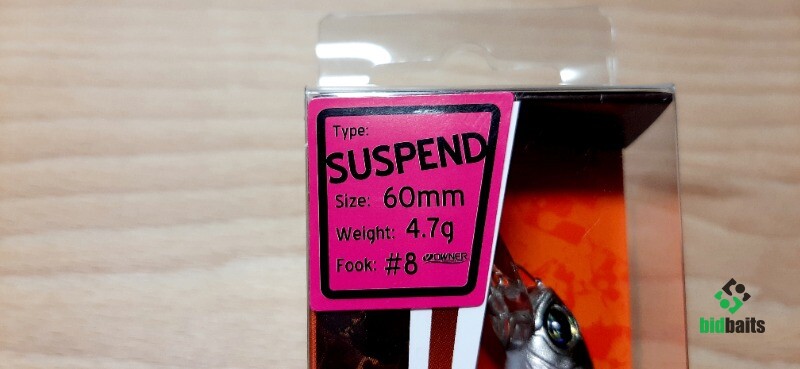 Type:
SUSPEND
Size: 60mm
Weight: 4.7g
Fook: #8 OWNER
bidbaits